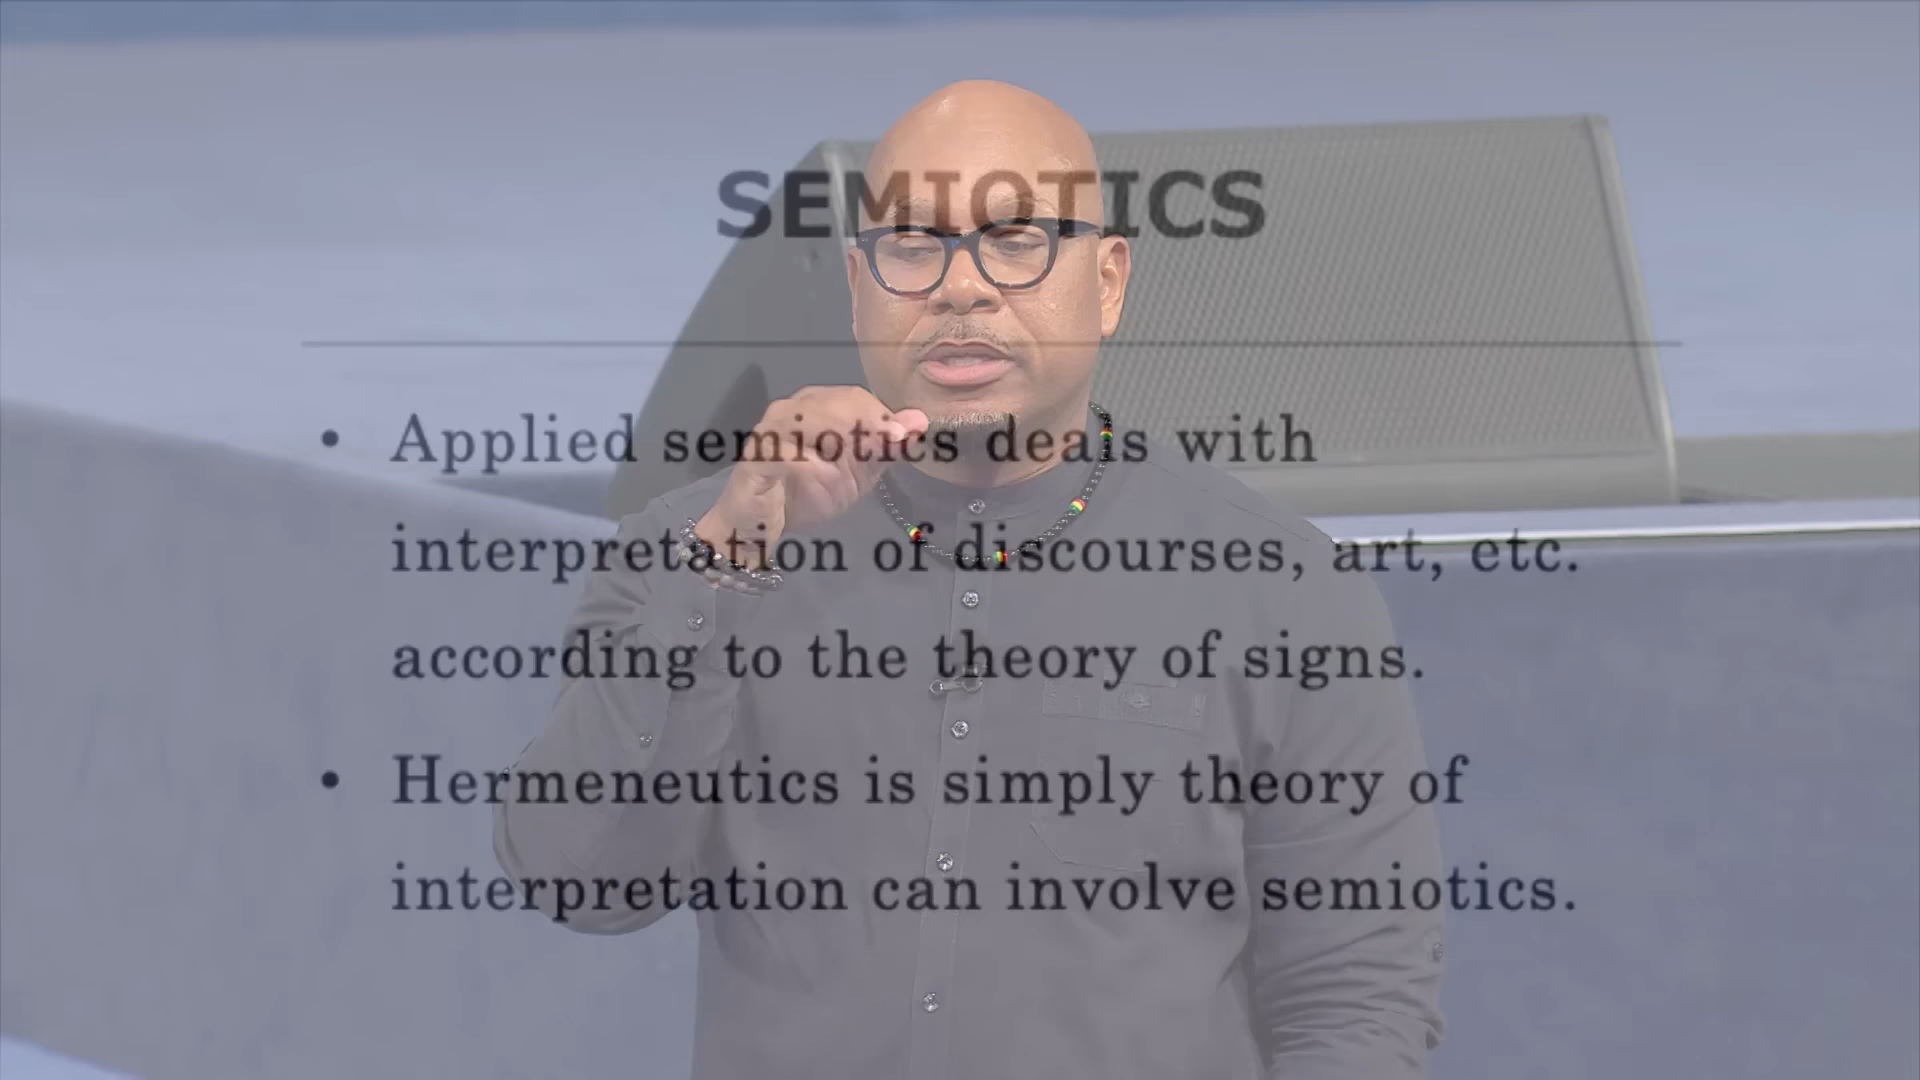 SEMIOTICS
• Applied semiotics deals with
interpretation of discourses, art, etc.
according to the theory of signs.
• Hermeneutics is simply theory of
interpretation can involve semiotics.